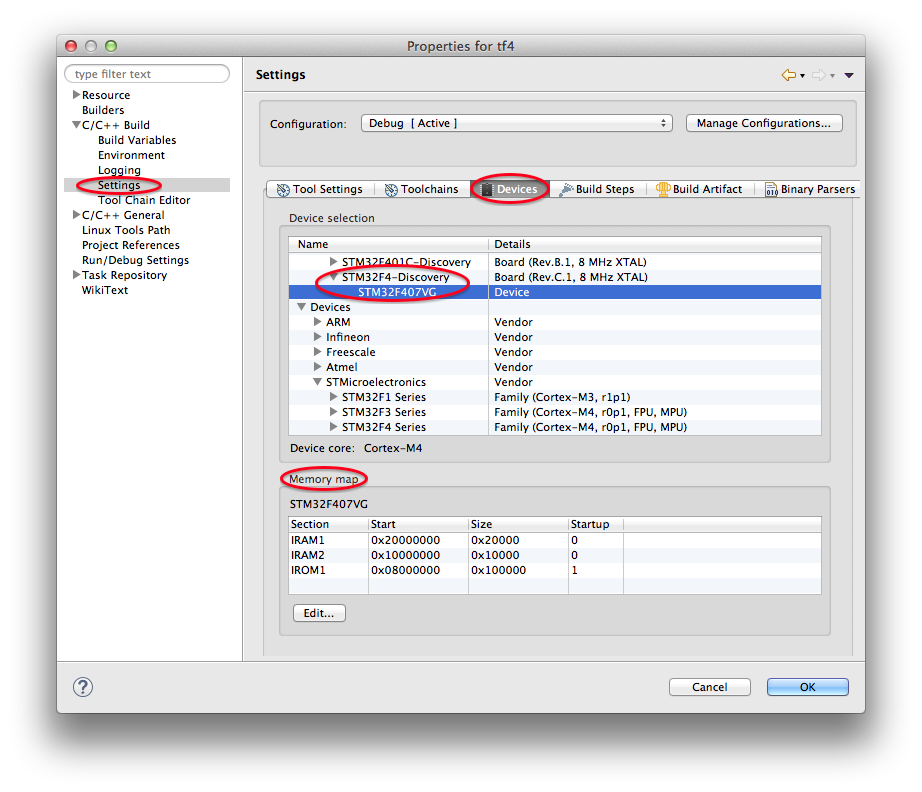 Properties for tf4
type filter text
Resource
Builders
C/C++ Build
Build Variables
Environment
Logging
Settings
Tool Chain Editor
C/C++ General
Linux Tools Path
Project References
Run/Debug Settings
Task Repository
WikiText
Settings
Configuration: Debug [ Active ] Manage Configurations...
Tool Settings Toolchains Devices Build Steps Build Artifact Binary Parsers
Device selection
Name Details
STM32F401C-Discovery Board (Rev.B.1, 8 MHz XTAL)
STM32F4-Discovery Board (Rev.C.1, 8 MHz XTAL)
STM32F407VG Device
Devices
ARM Vendor
Infineon Vendor
Freescale Vendor
Atmel Vendor
STMicroelectronics Vendor
STM32F1 Series Family (Cortex-M3, r1p1)
STM32F3 Series Family (Cortex-M4, r0p1, FPU, MPU)
STM32F4 Series Family (Cortex-M4, r0p1, FPU, MPU)
Device core: Cortex-M4
Memory map
STM32F407VG
Section Start Size Startup
IRAM1 0x20000000 0x20000 0
IRAM2 0x10000000 0x10000 0
IROM1 0x08000000 0x100000 1
Edit...
? Cancel OK